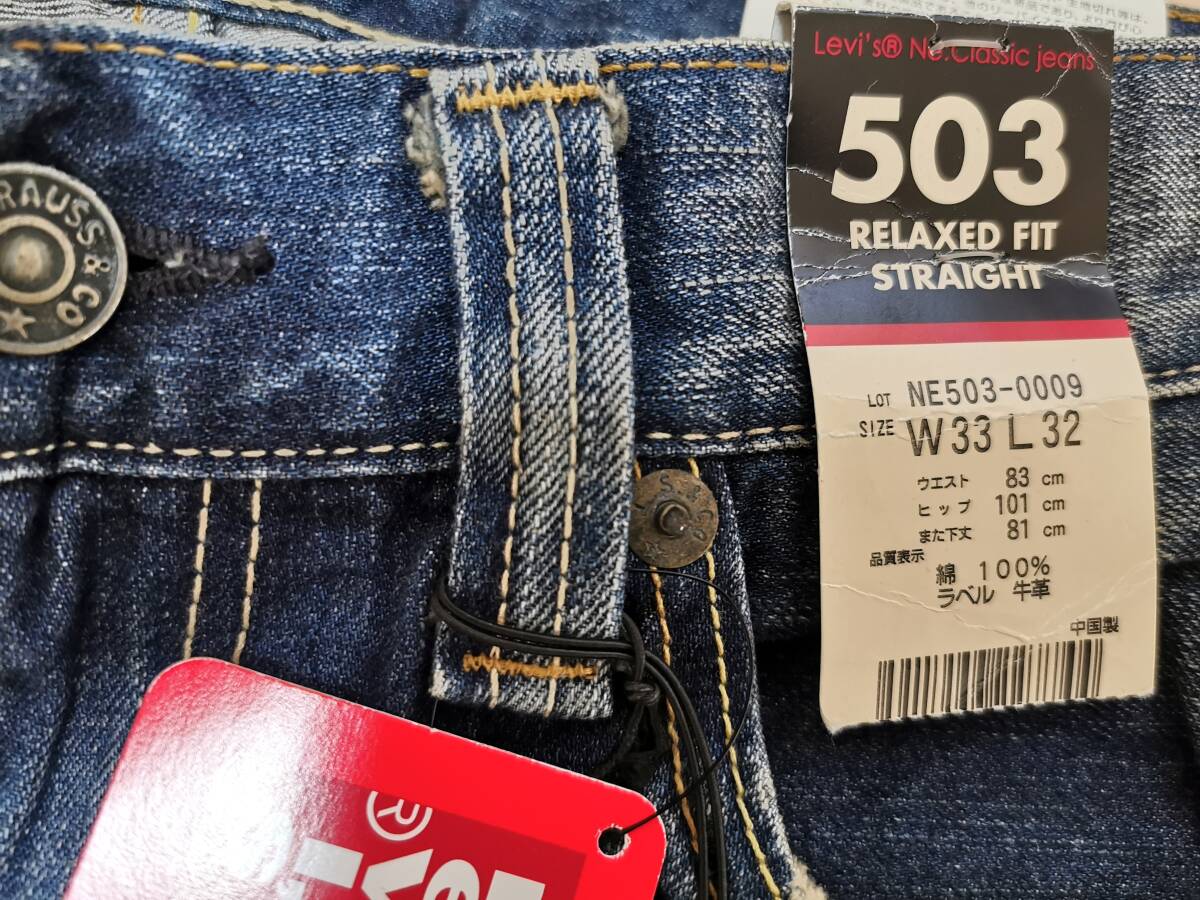 Levi's® Ne.Classic jeans
503
RELAXED FIT
STRAIGHT
LOT NE503-0009
SIZE W33 L32
ウエスト 83 cm
ヒップ 101 cm
また下丈 81 cm
品質表示 綿 100%
ラベル 牛革
中国製
RAUSS & CO
S & Co
®